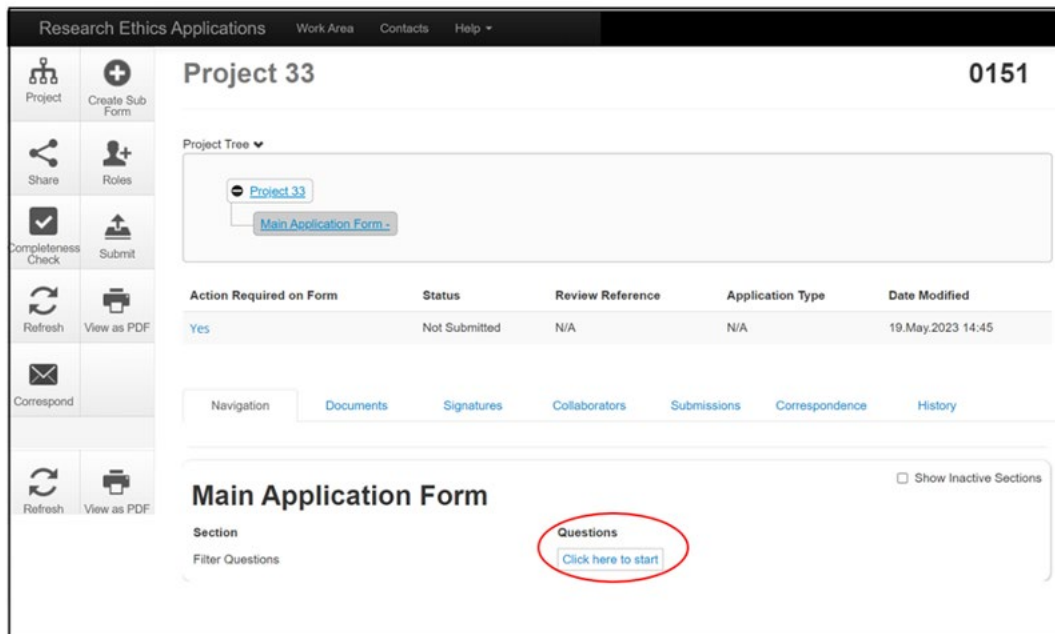 Research Ethics Applications Work Area Contacts Help
Project Create Sub Form
Share Roles
Completeness Check Submit
Refresh View as PDF
Correspond
Refresh View as PDF
Project 33 0151
Project Tree
Project 33
Main Application Form -
Action Required on Form Status Review Reference Application Type Date Modified
Yes Not Submitted N/A N/A 19.May.2023 14:45
Navigation Documents Signatures Collaborators Submissions Correspondence History
Show Inactive Sections
Main Application Form
Section Questions
Filter Questions Click here to start